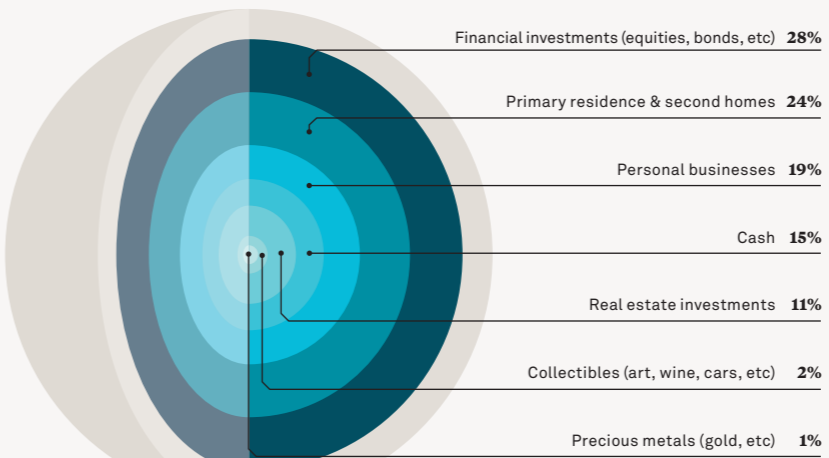 Financial investments (equities, bonds, etc) 28%
Primary residence & second homes 24%
Personal businesses 19%
Cash 15%
Real estate investments 11%
Collectibles (art, wine, cars, etc) 2%
Precious metals (gold, etc) 1%